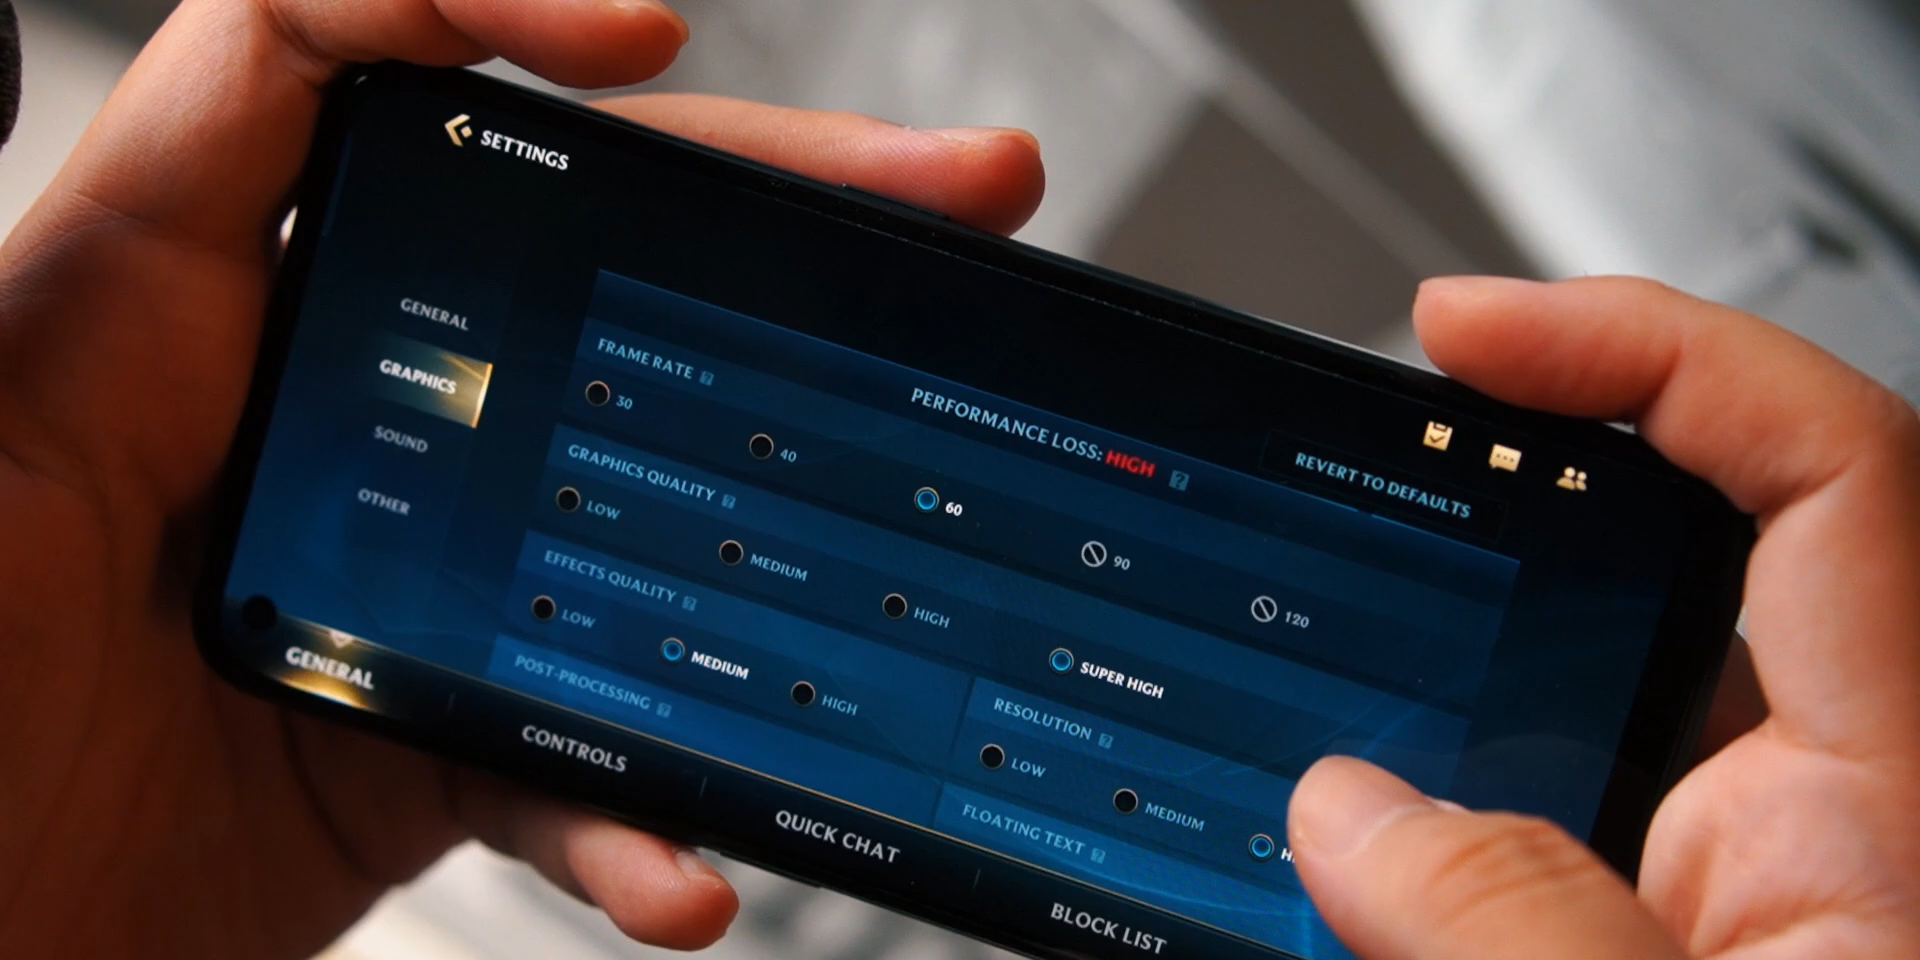 SETTINGS
GENERAL
GRAPHICS
SOUND
OTHER
PERFORMANCE LOSS: HIGH ?
REVERT TO DEFAULTS
FRAME RATE ?
30 40 60 90 120
GRAPHICS QUALITY ?
LOW MEDIUM HIGH SUPER HIGH
EFFECTS QUALITY ?
LOW MEDIUM HIGH
RESOLUTION ?
LOW MEDIUM
POST-PROCESSING ?
FLOATING TEXT ?
GENERAL
CONTROLS
QUICK CHAT
BLOCK LIST